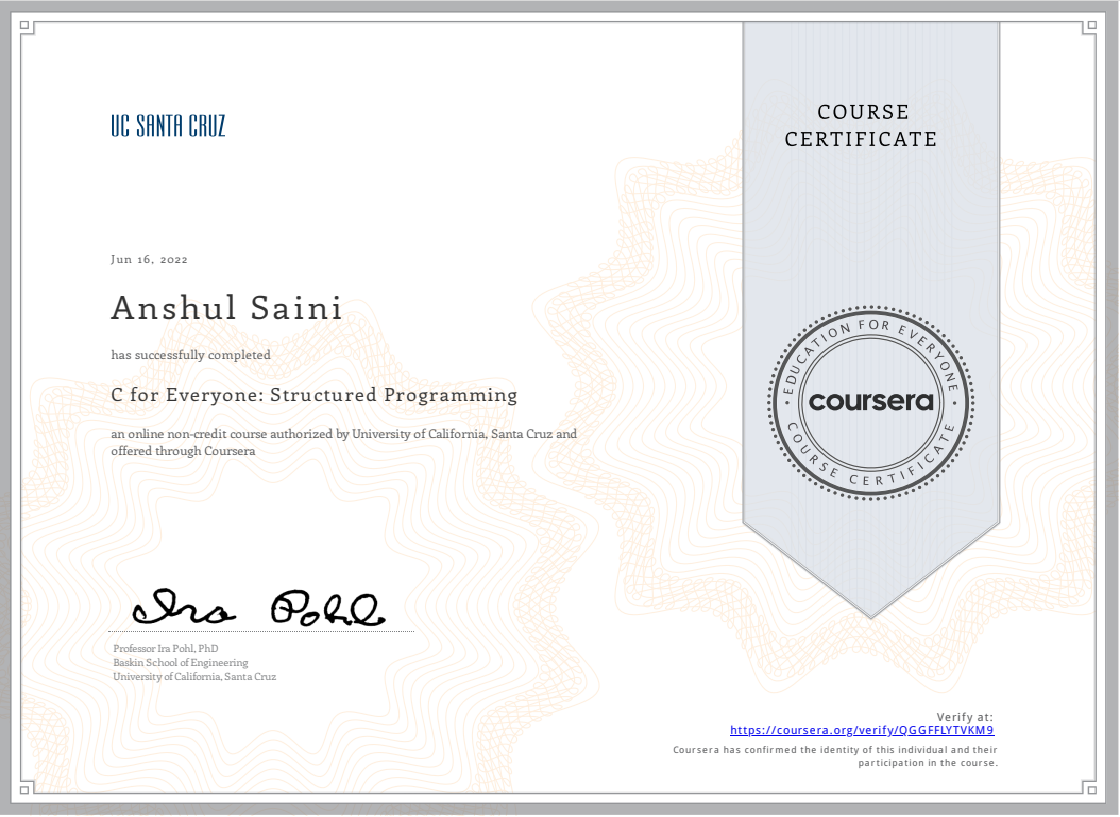 UC SANTA CRUZ
COURSE
CERTIFICATE
Jun 16, 2022
Anshul Saini
has successfully completed
C for Everyone: Structured Programming
an online non-credit course authorized by University of California, Santa Cruz and
offered through Coursera
EDUCATION FOR EVERYONE
coursera
COURSE CERTIFICATE
Ira Pohl
Professor Ira Pohl, PhD
Baskin School of Engineering
University of California, Santa Cruz
Verify at:
https://coursera.org/verify/QGGFFLYTVKM9
Coursera has confirmed the identity of this individual and their
participation in the course.